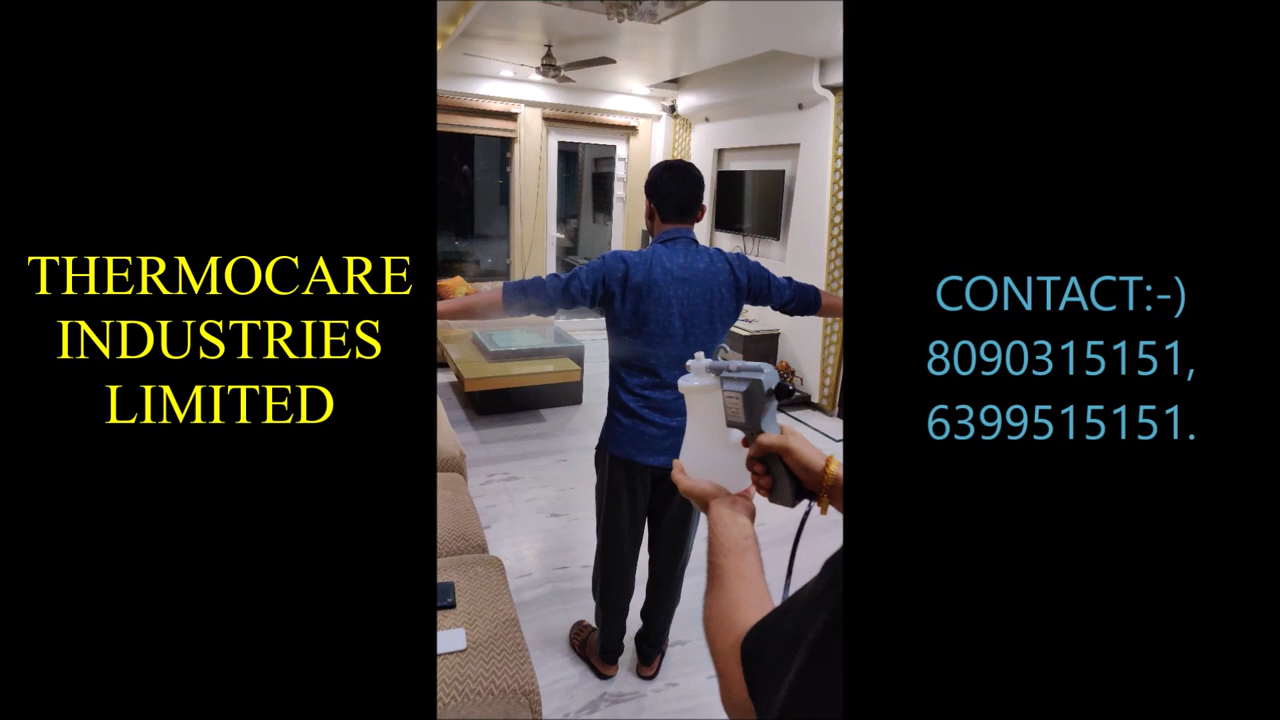 THERMOCARE
INDUSTRIES
LIMITED
CONTACT:-)
8090315151,
6399515151.